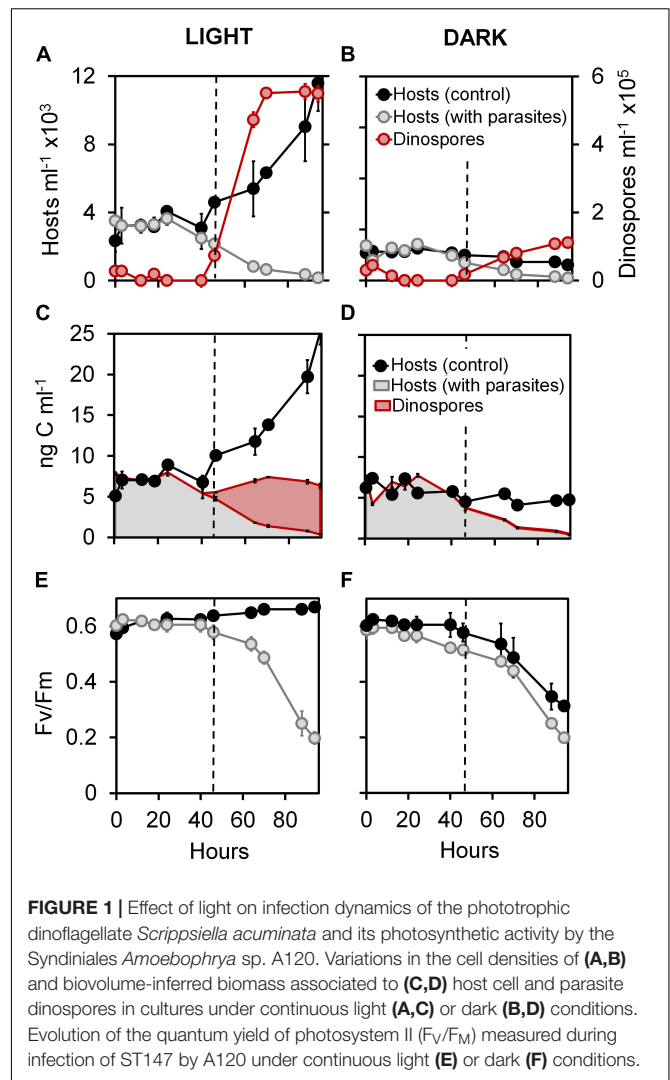 LIGHT
DARK
A
B
12
8
4
0
Hosts ml-1 x10³
Hosts (control)
Hosts (with parasites)
Dinospores
6
4
2
0
Dinospores ml-1 x10⁵
C
D
25
20
15
10
5
0
ng C ml-1
Hosts (control)
Hosts (with parasites)
Dinospores
E
F
0.6
0.4
0.2
0
Fv/Fm
0 20 40 60 80
0 20 40 60 80
Hours
Hours
FIGURE 1 | Effect of light on infection dynamics of the phototrophic
dinoflagellate Scrippsiella acuminata and its photosynthetic activity by the
Syndiniales Amoebophrya sp. A120. Variations in the cell densities of (A,B)
and biovolume-inferred biomass associated to (C,D) host cell and parasite
dinospores in cultures under continuous light (A,C) or dark (B,D) conditions.
Evolution of the quantum yield of photosystem II (FV/FM) measured during
infection of ST147 by A120 under continuous light (E) or dark (F) conditions.